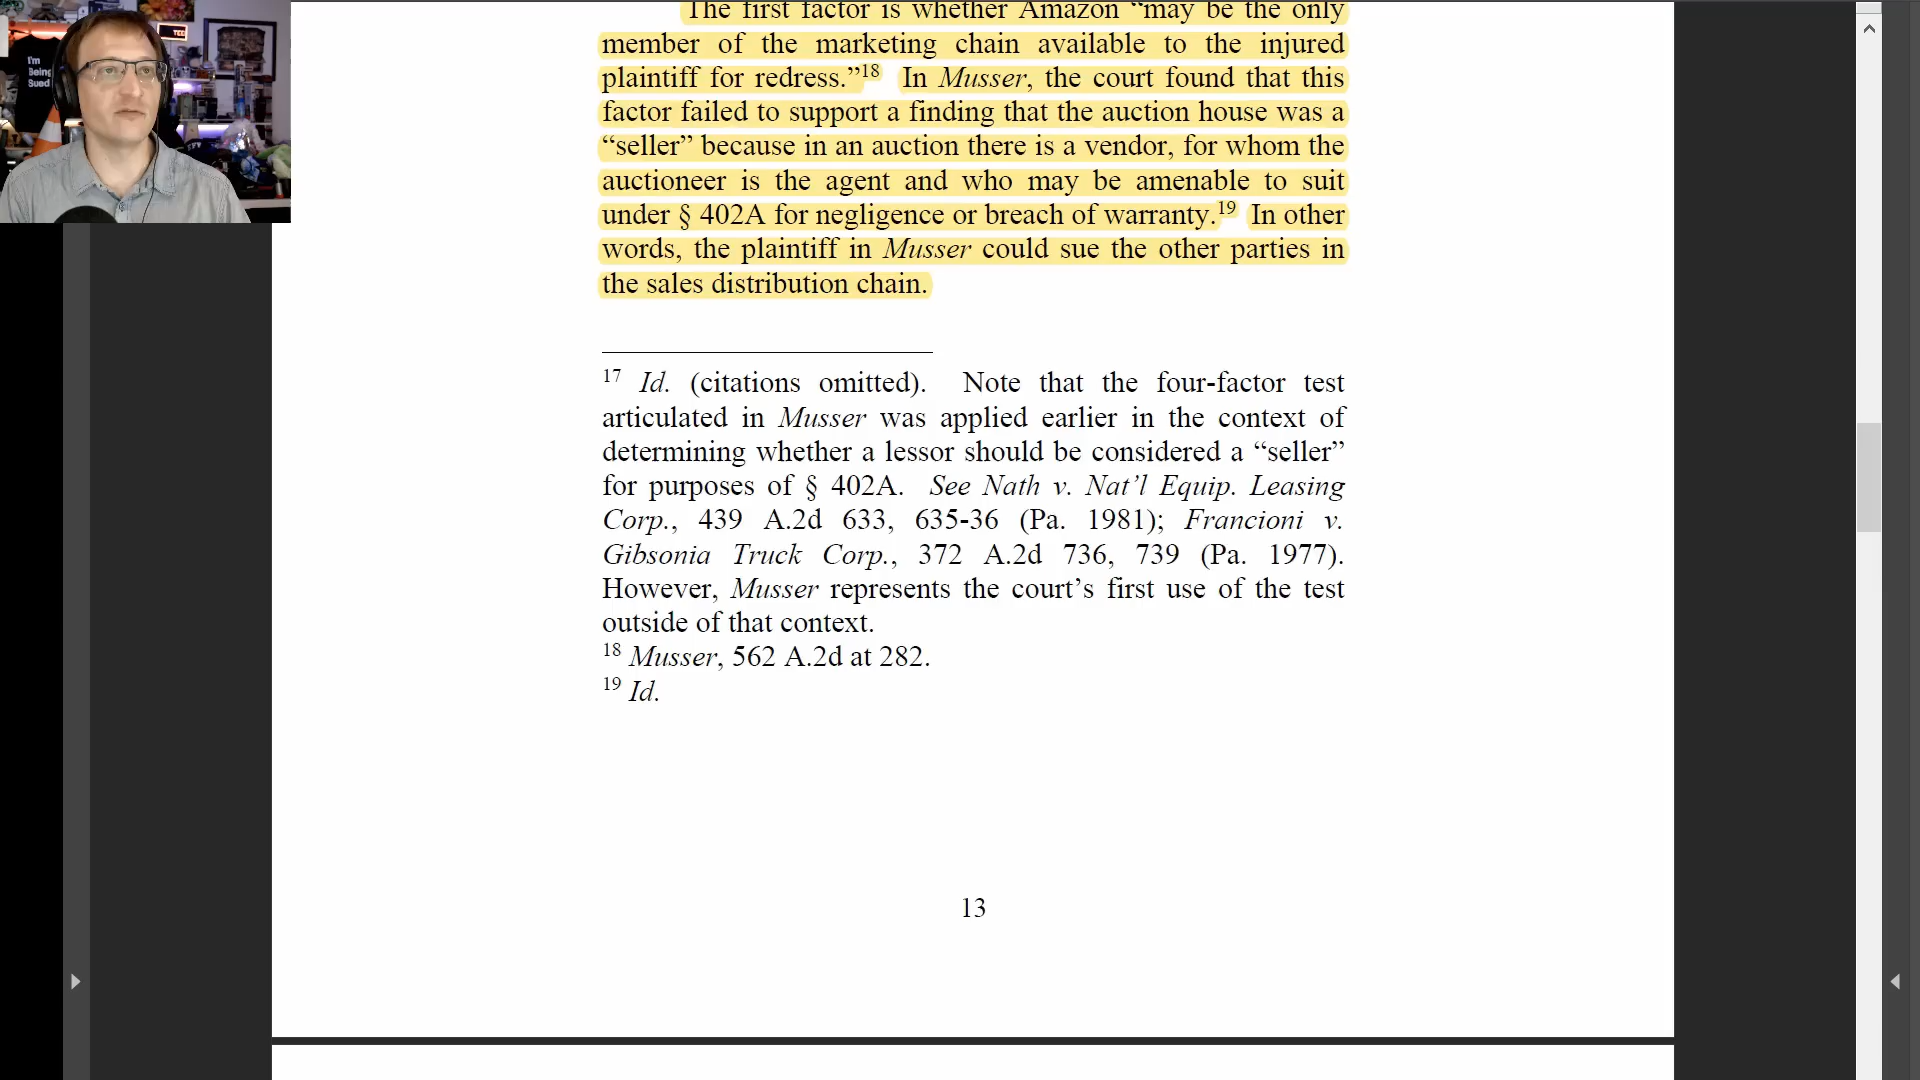 I'm
Being
Sued
The first factor is whether Amazon “may be the only
member of the marketing chain available to the injured
plaintiff for redress.”18 In Musser, the court found that this
factor failed to support a finding that the auction house was a
“seller” because in an auction there is a vendor, for whom the
auctioneer is the agent and who may be amenable to suit
under § 402A for negligence or breach of warranty.19 In other
words, the plaintiff in Musser could sue the other parties in
the sales distribution chain.
17 Id. (citations omitted). Note that the four-factor test
articulated in Musser was applied earlier in the context of
determining whether a lessor should be considered a “seller”
for purposes of § 402A. See Nath v. Nat’l Equip. Leasing
Corp., 439 A.2d 633, 635-36 (Pa. 1981); Francioni v.
Gibsonia Truck Corp., 372 A.2d 736, 739 (Pa. 1977).
However, Musser represents the court’s first use of the test
outside of that context.
18 Musser, 562 A.2d at 282.
19 Id.
13